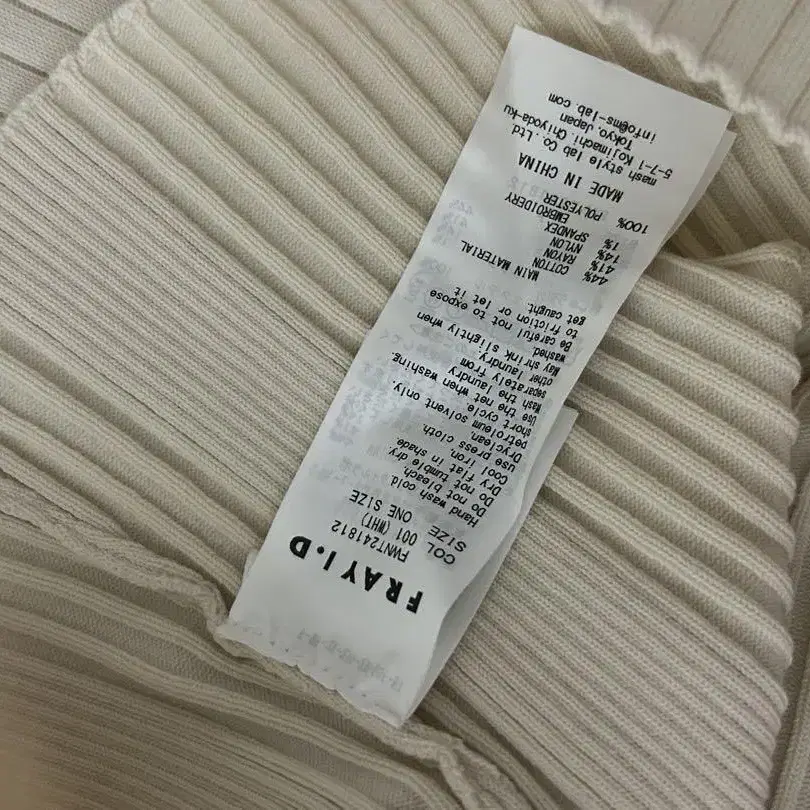 FRAY I.D
FWNT241812
COL 001 (WHT)
SIZE ONE SIZE
Hand wash cold.
Do not bleach.
Do not tumble dry.
Dry flat in shade.
Cool iron.
use press cloth.
Dryclean.
petroleum solvent only.
short cycle
Use the net when washing.
Wash the laundry
separately from
other laundry.
May shrink slightly when
washed.
Be careful not to expose
to friction or let it
get caught.
MAIN MATERIAL
44% COTTON
41% RAYON
14% NYLON
1% SPANDEX
EMBROIDERY
100% POLYESTER
MADE IN CHINA
mash style lab Co.,Ltd
5-7-1 Kojimachi Chiyoda-ku
Tokyo, Japan
info@ms-lab.com